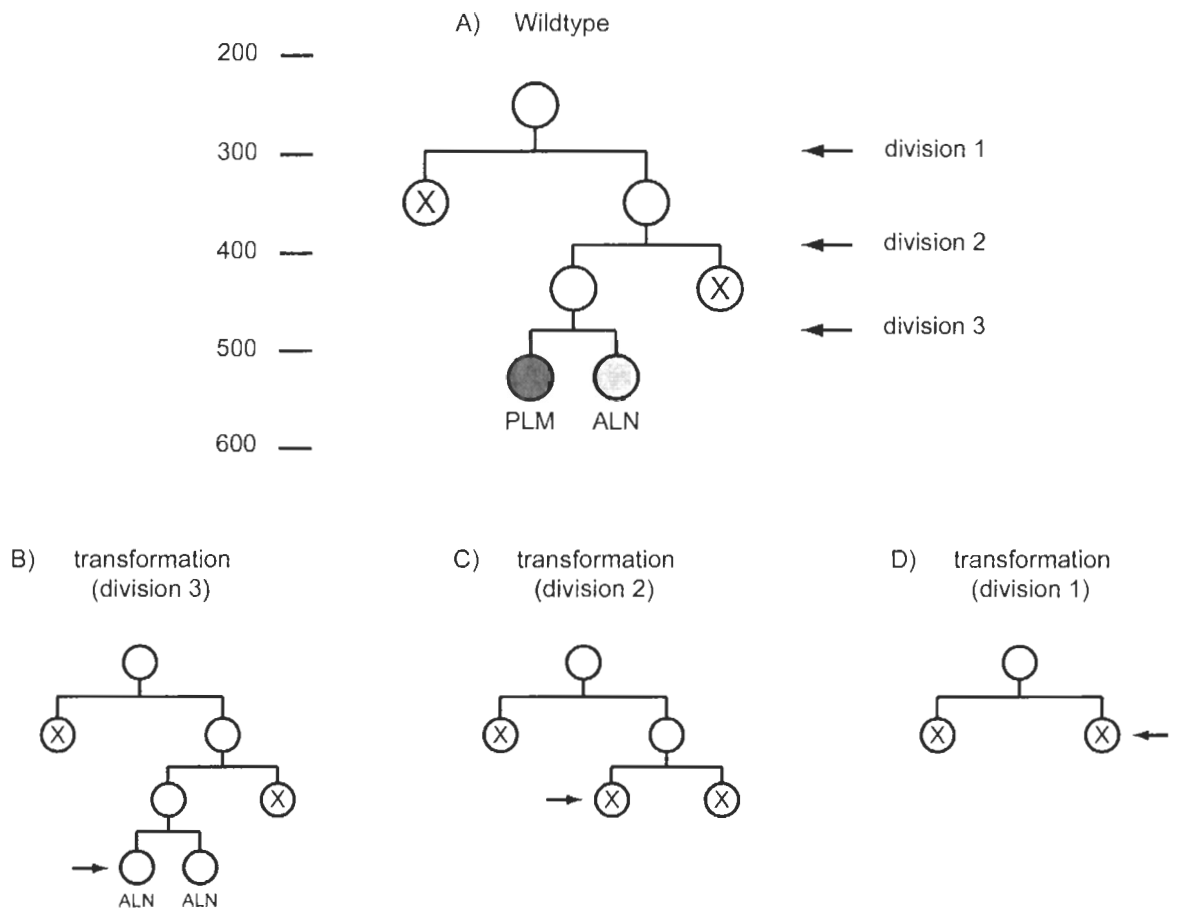 A) Wildtype
200
300
division 1
X
400
division 2
X
division 3
500
PLM ALN
600
B) transformation
(division 3)
X
X
ALN ALN
C) transformation
(division 2)
X
X X
D) transformation
(division 1)
X X